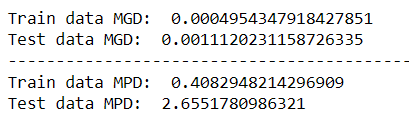 Train data MGD:  0.0004954347918427851
Test data MGD:  0.0011120231158726335
----------------------------------------
Train data MPD:  0.4082948214296909
Test data MPD:  2.6551780986321